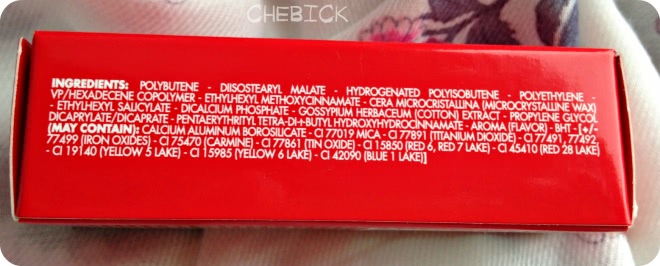 CHEBICK
INGREDIENTS: POLYBUTENE - DIISOSTEARYL MALATE - HYDROGENATED POLYISOBUTENE - POLYETHYLENE -
VP/HEXADECENE COPOLYMER - ETHYLHEXYL METHOXYCINNAMATE - CERA MICROCRISTALLINA (MICROCRYSTALLINE WAX)
- ETHYLHEXYL SALICYLATE - DICALCIUM PHOSPHATE - GOSSYPIUM HERBACEUM (COTTON) EXTRACT - PROPYLENE GLYCOL
DICAPRYLATE/DICAPRATE - PENTAERYTHRITYL TETRA-DI-t-BUTYL HYDROXYHYDROCINNAMATE - AROMA (FLAVOR) - BHT - [+/-
(MAY CONTAIN): CALCIUM ALUMINUM BOROSILICATE - CI 77019 MICA - CI 77891 (TITANIUM DIOXIDE) - CI 77491, 77492,
77499 (IRON OXIDES) - CI 75470 (CARMINE) - CI 77861 (TIN OXIDE) - CI 15850 (RED 6, RED 7 LAKE) - CI 45410 (RED 28 LAKE)
- CI 19140 (YELLOW 5 LAKE) - CI 15985 (YELLOW 6 LAKE) - CI 42090 (BLUE 1 LAKE)]